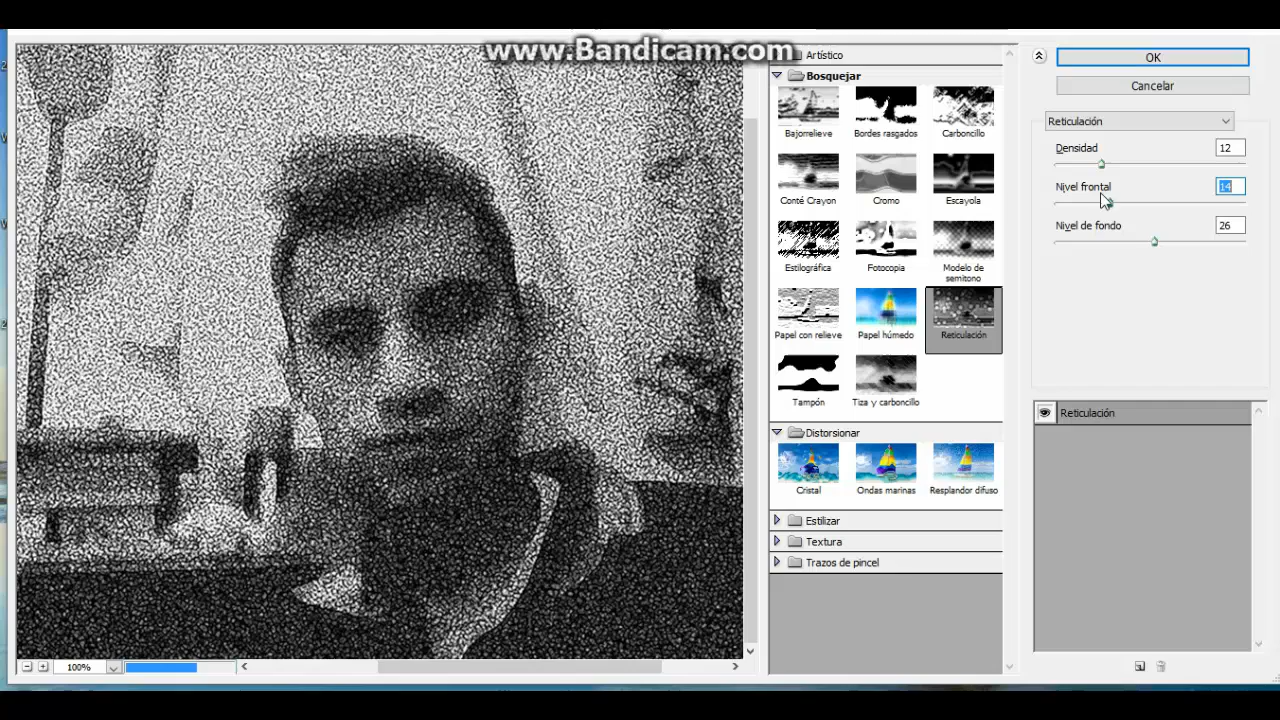 www.Bandicam.com
Artístico
Bosquejar
Bajorrelieve
Bordes rasgados
Carboncillo
Conté Crayon
Cromo
Escayola
Estilográfica
Fotocopia
Modelo de
semitono
Papel con relieve
Papel húmedo
Reticulación
Tampón
Tiza y carboncillo
Distorsionar
Cristal
Ondas marinas
Resplandor difuso
Estilizar
Textura
Trazos de pincel
OK
Cancelar
Reticulación
Densidad
12
Nivel frontal
14
Nivel de fondo
26
Reticulación
100%